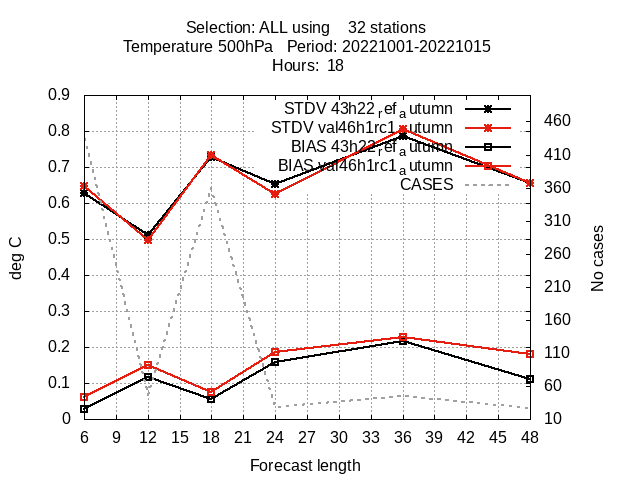 Selection: ALL using 32 stations
Temperature 500hPa Period: 20221001-20221015
Hours: 18
STDV 43h22_ref_autumn
STDV val46h1rc1_autumn
BIAS 43h22_ref_autumn
BIAS val46h1rc1_autumn
CASES
0.9
0.8
0.7
0.6
0.5
0.4
0.3
0.2
0.1
0
deg C
460
410
360
310
260
210
160
110
60
10
No cases
6 9 12 15 18 21 24 27 30 33 36 39 42 45 48
Forecast length